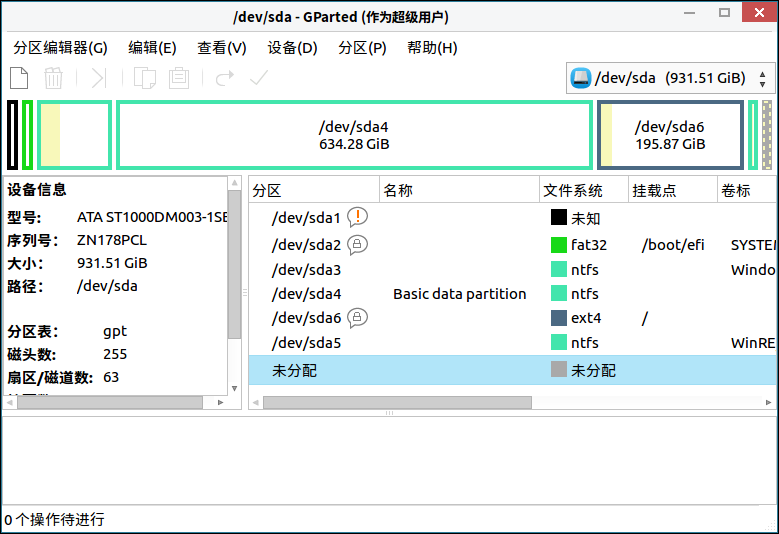 /dev/sda - GParted (作为超级用户)
分区编辑器(G) 编辑(E) 查看(V) 设备(D) 分区(P) 帮助(H)
/dev/sda (931.51 GiB)
/dev/sda4
634.28 GiB
/dev/sda6
195.87 GiB
设备信息
型号: ATA ST1000DM003-1SE
序列号: ZN178PCL
大小: 931.51 GiB
路径: /dev/sda
分区表: gpt
磁头数: 255
扇区/磁道数: 63
分区 名称 文件系统 挂载点 卷标
/dev/sda1 未知
/dev/sda2 fat32 /boot/efi SYSTEM
/dev/sda3 ntfs Windo
/dev/sda4 Basic data partition ntfs
/dev/sda6 ext4 /
/dev/sda5 ntfs WinRE
未分配 未分配
0 个操作待进行